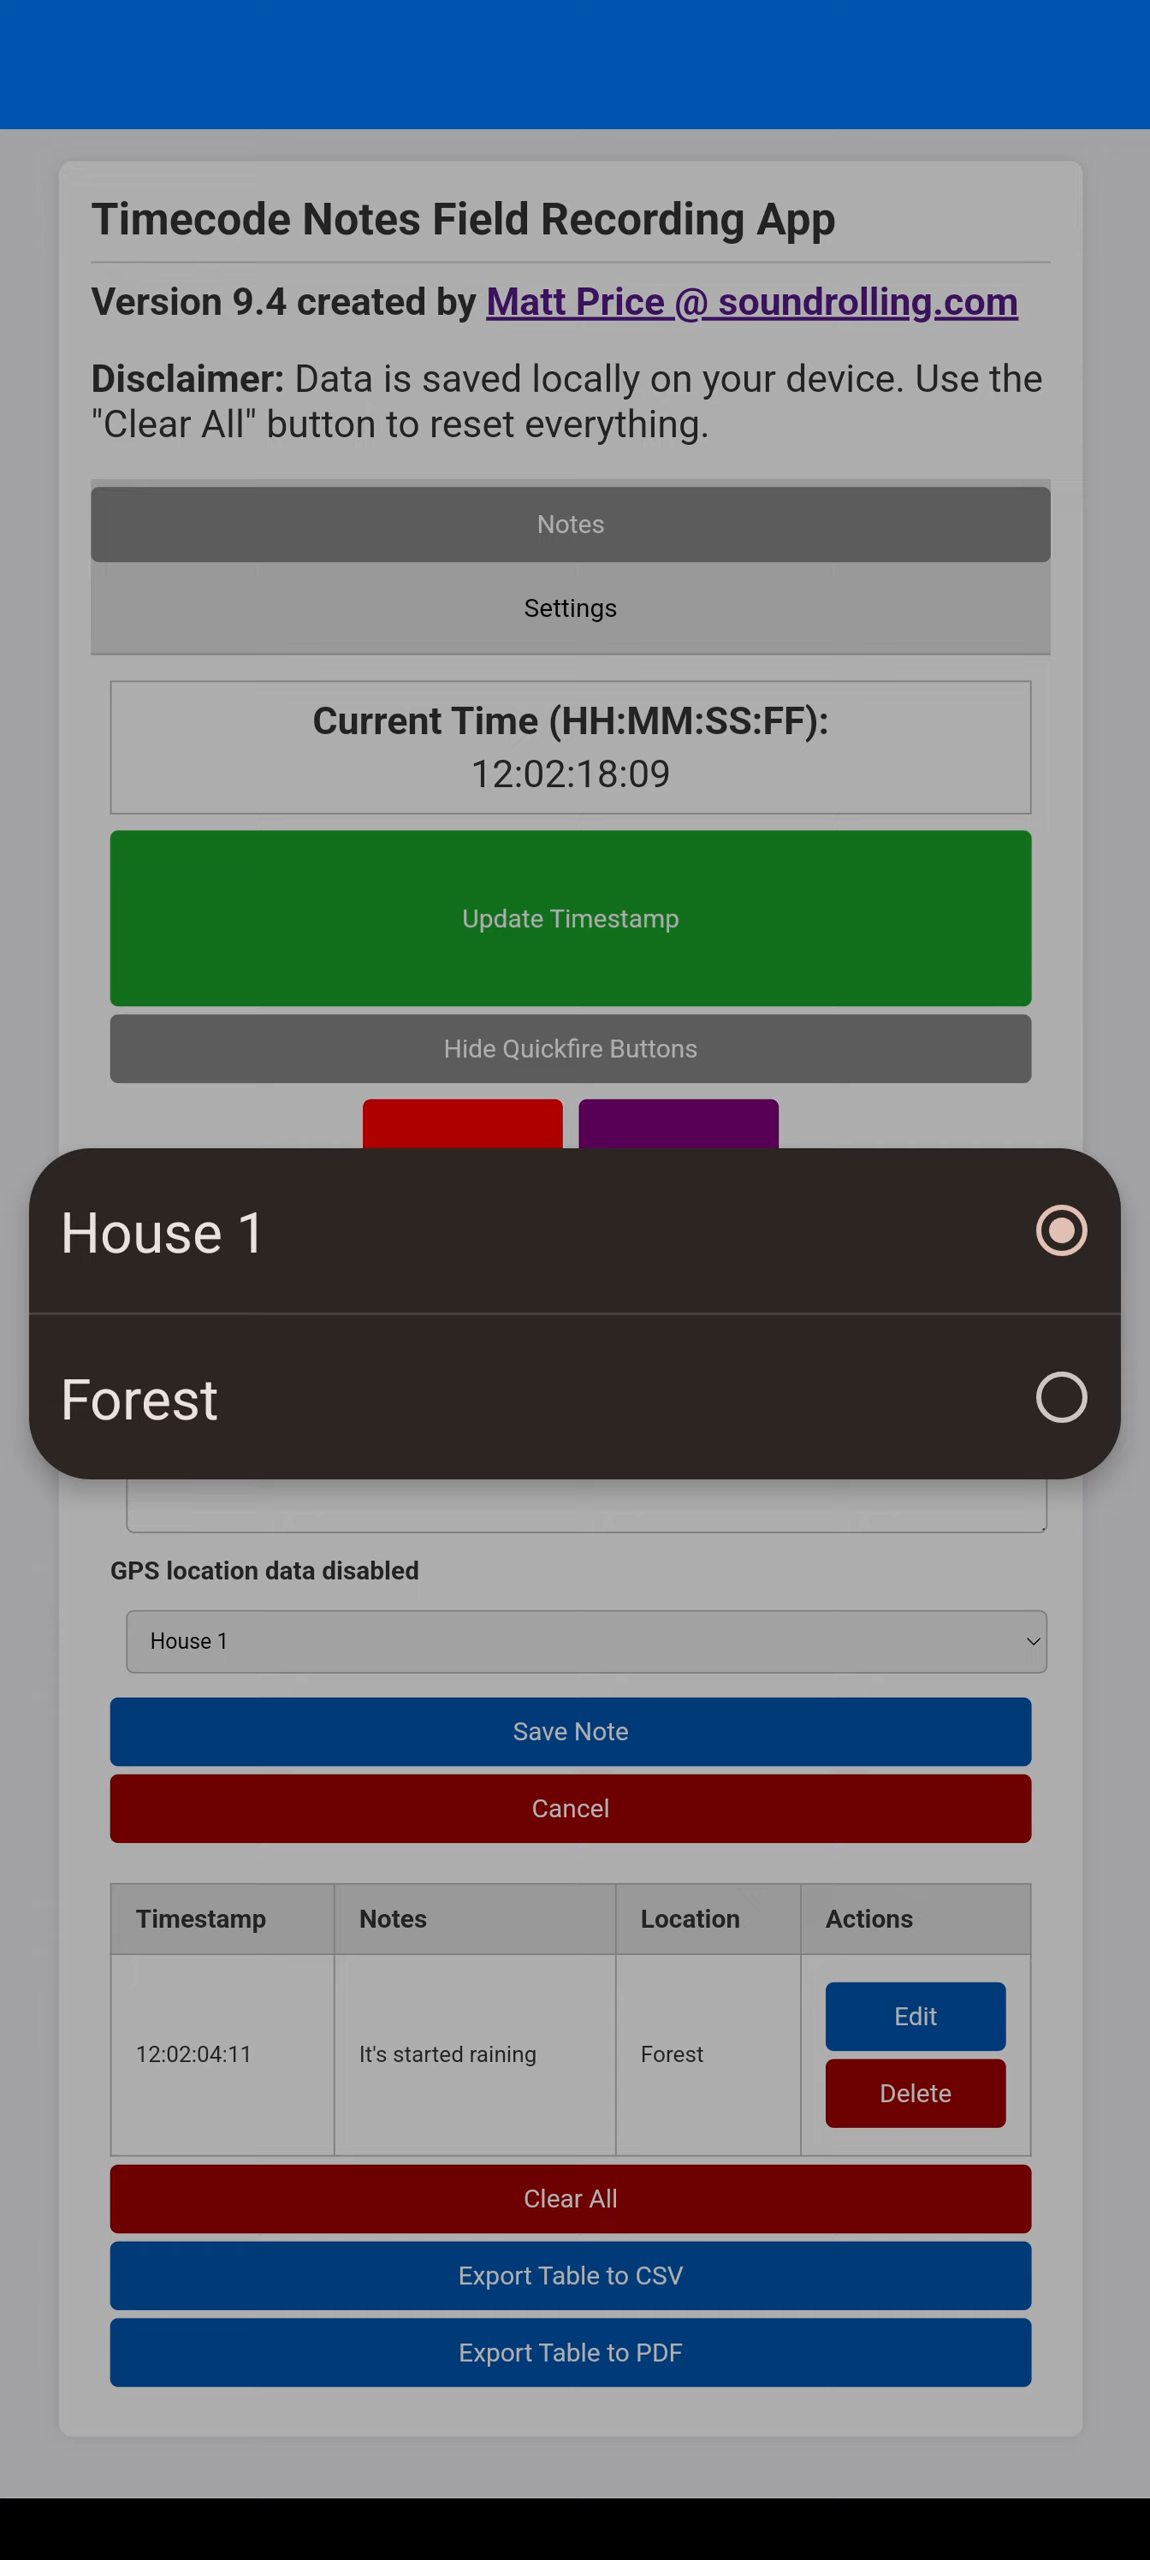 Timecode Notes Field Recording App
Version 9.4 created by Matt Price @ soundrolling.com
Disclaimer: Data is saved locally on your device. Use the
"Clear All" button to reset everything.
Notes
Settings
Current Time (HH:MM:SS:FF):
12:02:18:09
Update Timestamp
Hide Quickfire Buttons
House 1
Forest
GPS location data disabled
House 1
Save Note
Cancel
Timestamp Notes Location Actions
12:02:04:11 It's started raining Forest Edit
Delete
Clear All
Export Table to CSV
Export Table to PDF